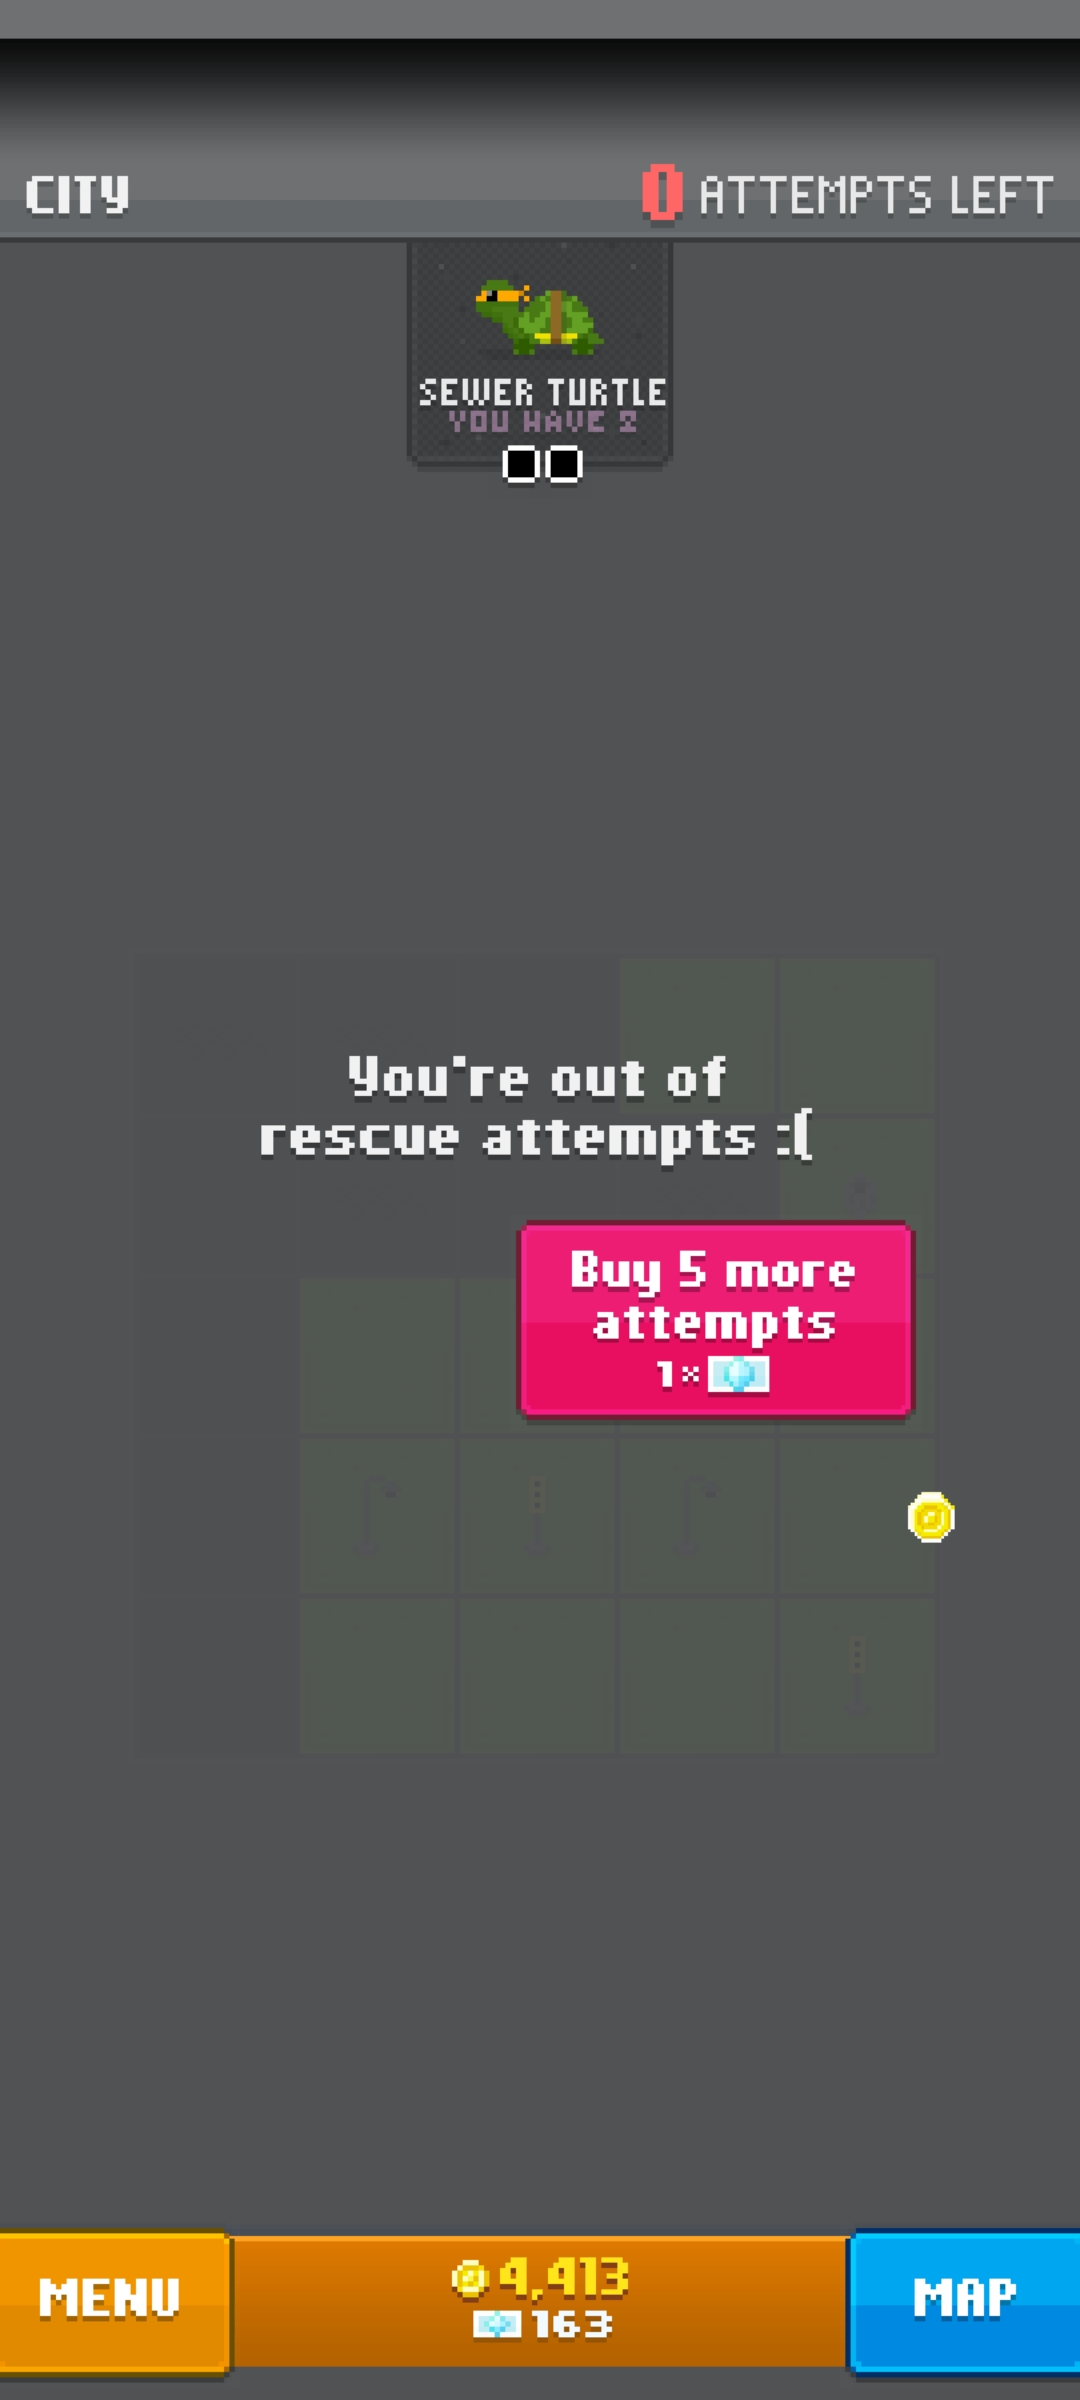 CITY
0 ATTEMPTS LEFT
SEWER TURTLE
YOU HAVE 2
You're out of
rescue attempts :(
Buy 5 more
attempts
1×
MENU
4,413
163
MAP